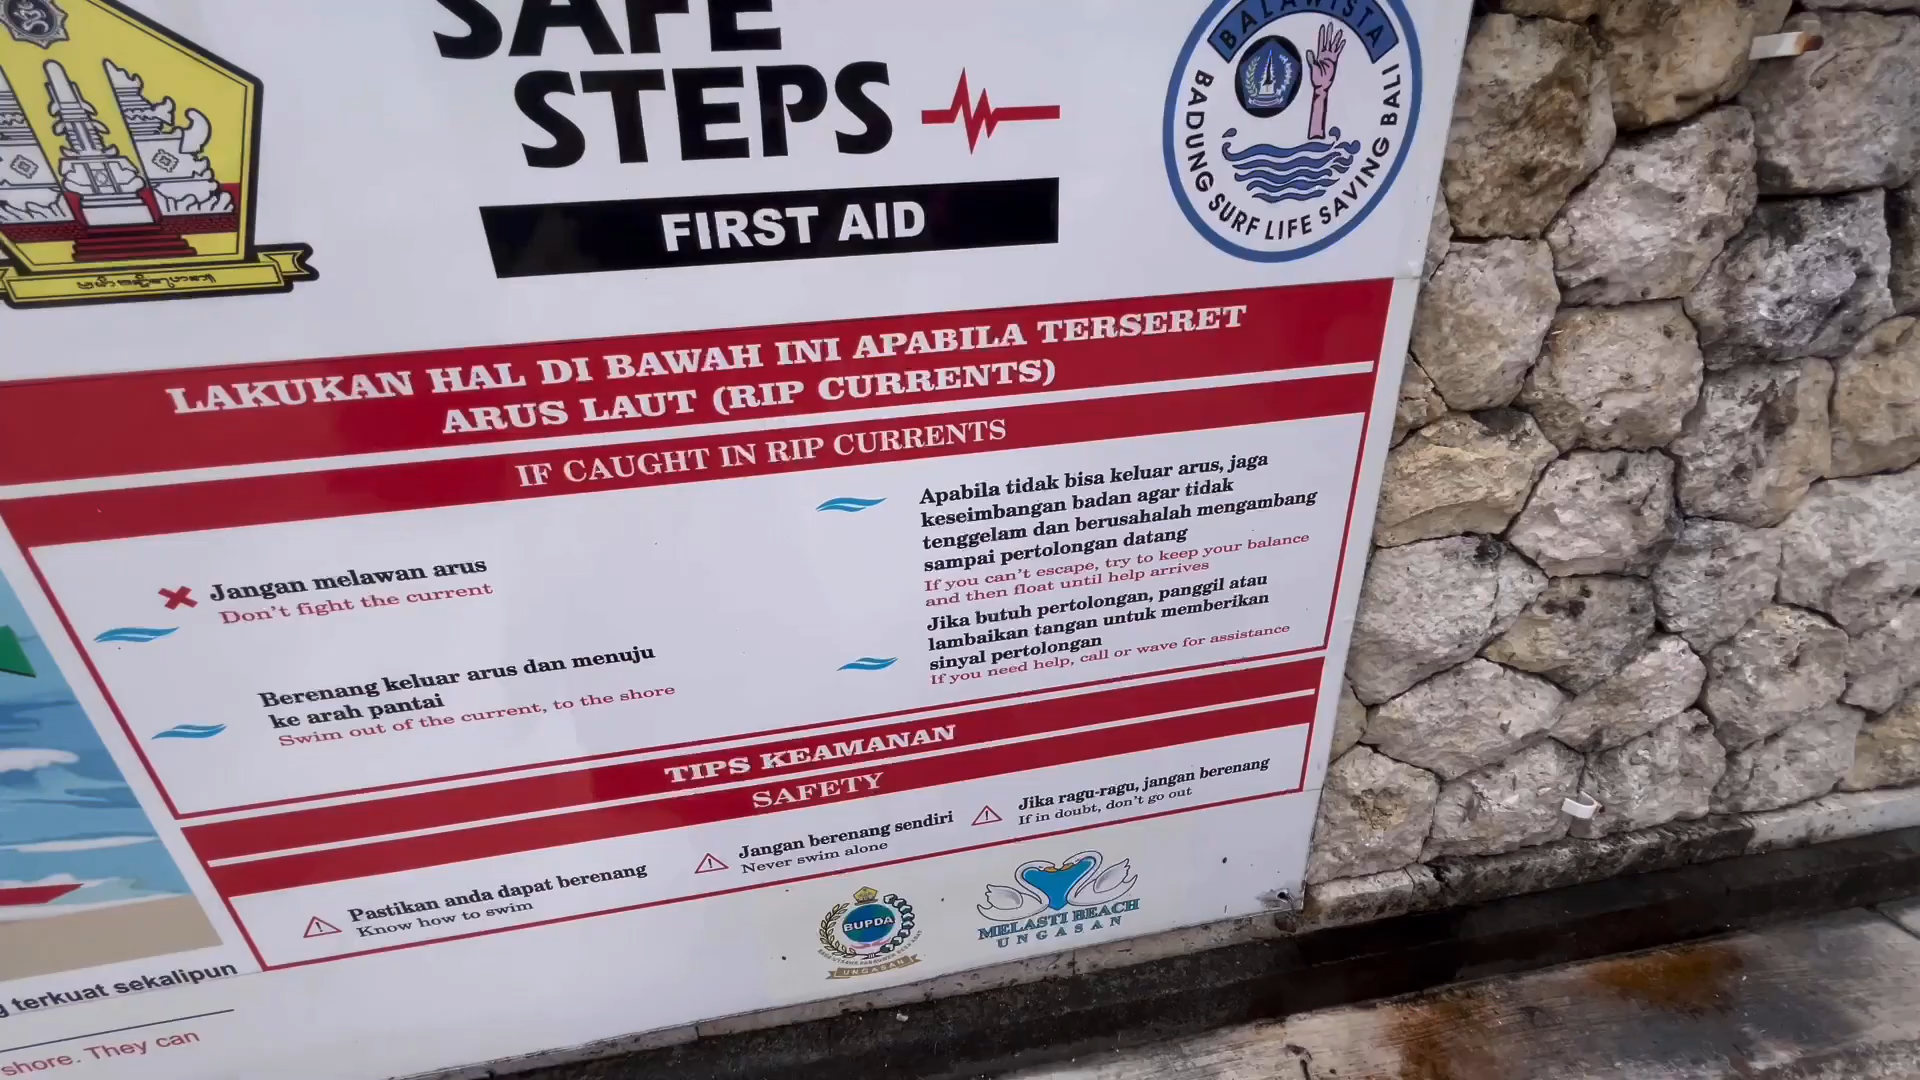 SAFE
STEPS
FIRST AID
BALAWISTA
BADUNG SURF LIFE SAVING BALI
LAKUKAN HAL DI BAWAH INI APABILA TERSERET
ARUS LAUT (RIP CURRENTS)
IF CAUGHT IN RIP CURRENTS
Jangan melawan arus
Don't fight the current
Berenang keluar arus dan menuju
ke arah pantai
Swim out of the current, to the shore
Apabila tidak bisa keluar arus, jaga
keseimbangan badan agar tidak
tenggelam dan berusahalah mengambang
sampai pertolongan datang
If you can't escape, try to keep your balance
and then float until help arrives
Jika butuh pertolongan, panggil atau
lambaikan tangan untuk memberikan
sinyal pertolongan
If you need help, call or wave for assistance
TIPS KEAMANAN
SAFETY
Pastikan anda dapat berenang
Know how to swim
Jangan berenang sendiri
Never swim alone
Jika ragu-ragu, jangan berenang
If in doubt, don't go out
BUPDA
UNGASAN
MELASTI BEACH
UNGASAN
terkuat sekalipun
shore. They can